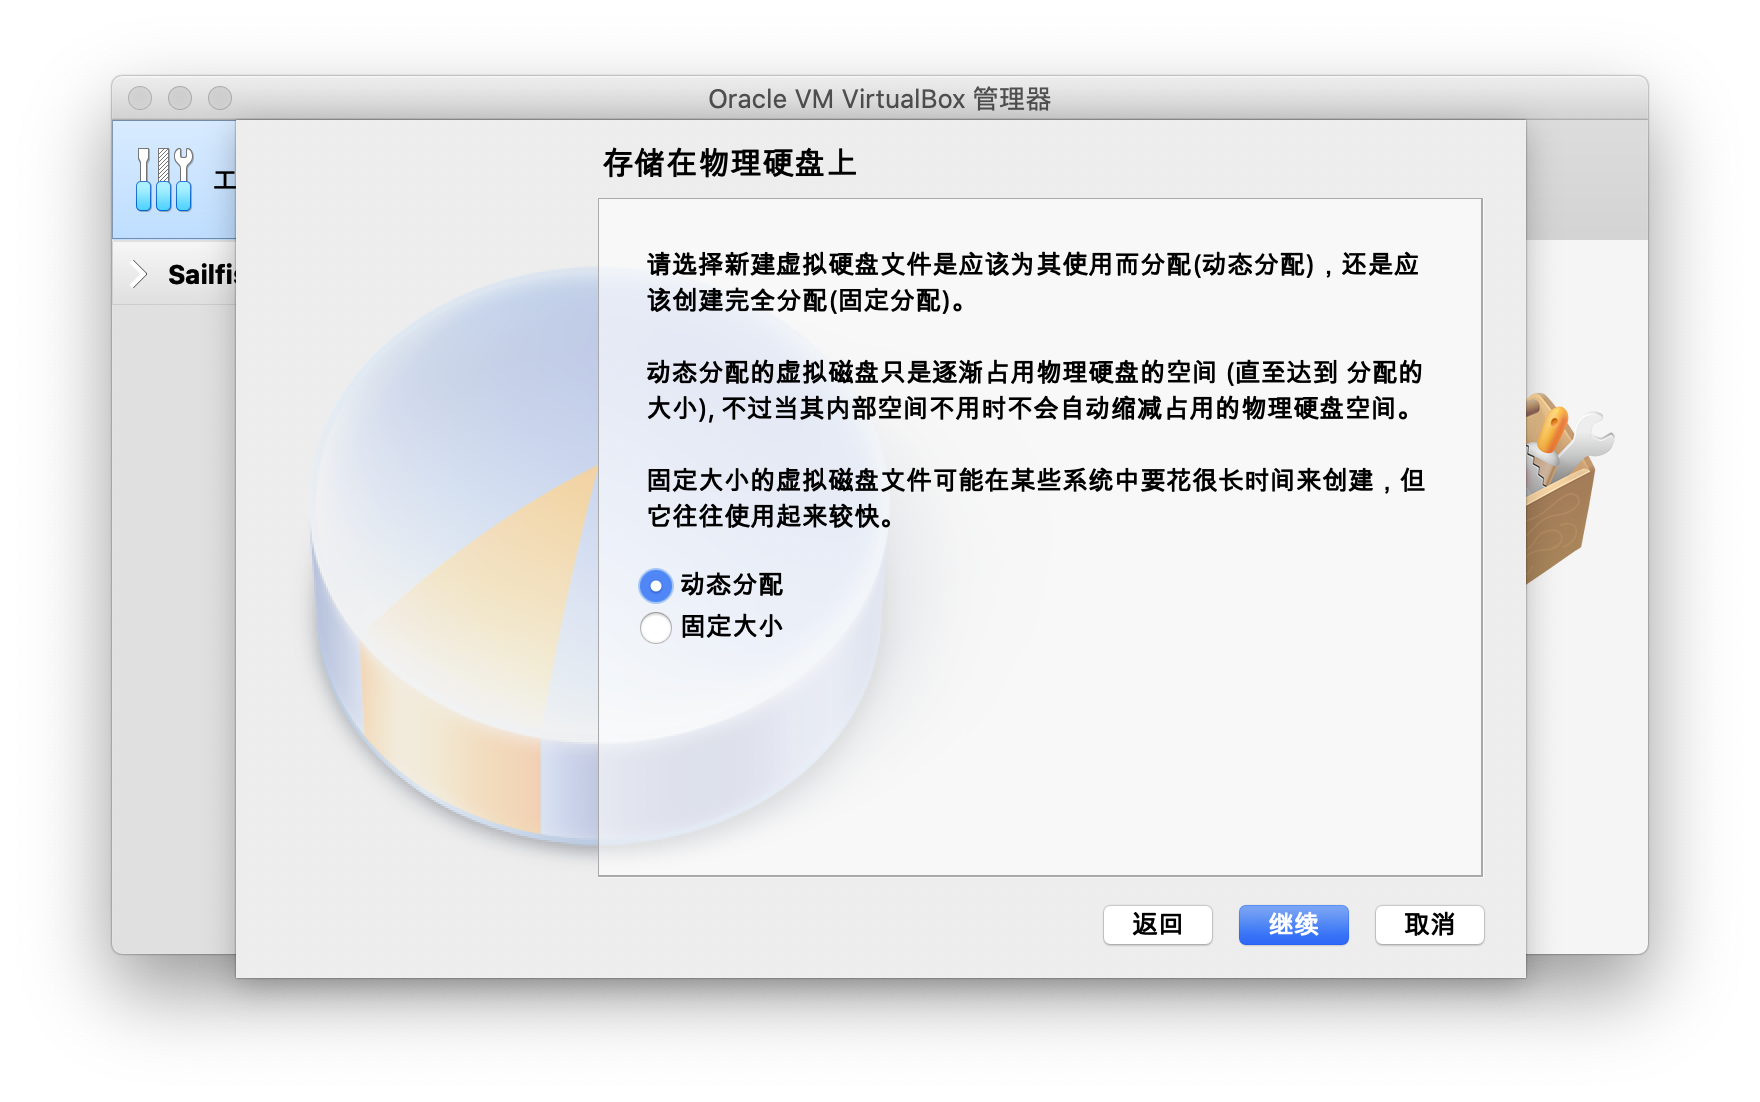 Oracle VM VirtualBox 管理器
工
Sailfis
存储在物理硬盘上
请选择新建虚拟硬盘文件是应该为其使用而分配(动态分配)，还是应
该创建完全分配(固定分配)。
动态分配的虚拟磁盘只是逐渐占用物理硬盘的空间 (直至达到 分配的
大小), 不过当其内部空间不用时不会自动缩减占用的物理硬盘空间。
固定大小的虚拟磁盘文件可能在某些系统中要花很长时间来创建，但
它往往使用起来较快。
动态分配
固定大小
返回
继续
取消